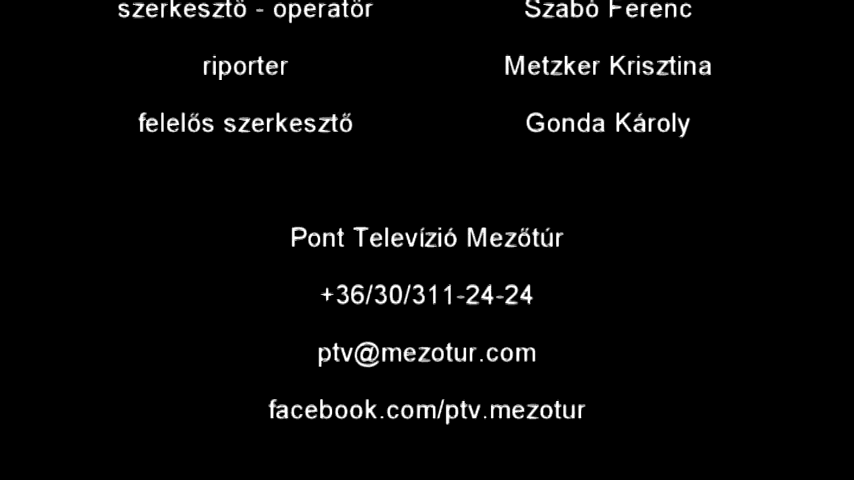 szerkesztő - operatőr Szabó Ferenc
riporter Metzker Krisztina
felelős szerkesztő Gonda Károly
Pont Televízió Mezőtúr
+36/30/311-24-24
ptv@mezotur.com
facebook.com/ptv.mezotur